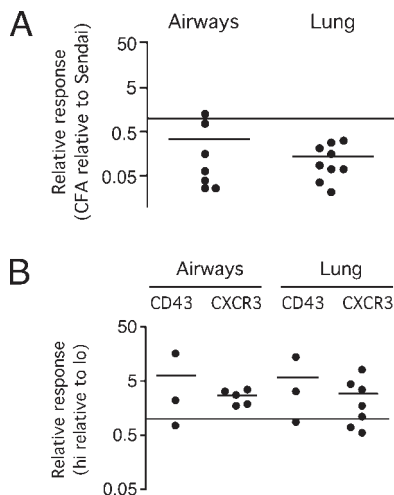 A
Airways Lung
Relative response
(CFA relative to Sendai)
50
5
0.5
0.05
B
Airways Lung
CD43 CXCR3 CD43 CXCR3
Relative response
(hi relative to lo)
50
5
0.5
0.05